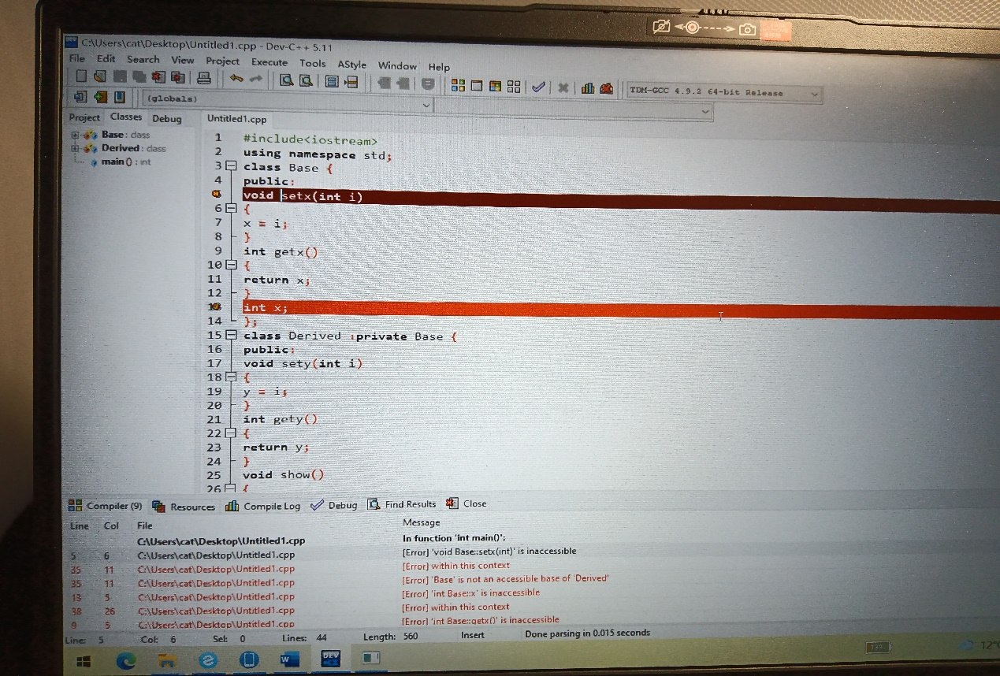 C:\Users\cat\Desktop\Untitled1.cpp - Dev-C++ 5.11
File Edit Search View Project Execute Tools AStyle Window Help
TDM-GCC 4.9.2 64-bit Release
(globals)
Project Classes Debug
Untitled1.cpp
Base : class
Derived : class
main () : int
1 #include<iostream>
2 using namespace std;
3 class Base {
4 public:
void setx(int i)
6 {
7 x = i;
8 }
9 int getx()
10 {
11 return x;
12 }
13 int x;
14 };
15 class Derived :private Base {
16 public:
17 void sety(int i)
18 {
19 y = i;
20 }
21 int gety()
22 {
23 return y;
24 }
25 void show()
26 {
Compiler (9) Resources Compile Log Debug Find Results Close
Line Col File Message
C:\Users\cat\Desktop\Untitled1.cpp In function 'int main()':
5 6 C:\Users\cat\Desktop\Untitled1.cpp [Error] 'void Base::setx(int)' is inaccessible
35 11 C:\Users\cat\Desktop\Untitled1.cpp [Error] within this context
35 11 C:\Users\cat\Desktop\Untitled1.cpp [Error] 'Base' is not an accessible base of 'Derived'
13 5 C:\Users\cat\Desktop\Untitled1.cpp [Error] 'int Base::x' is inaccessible
38 26 C:\Users\cat\Desktop\Untitled1.cpp [Error] within this context
9 5 C:\Users\cat\Desktop\Untitled1.cpp [Error] 'int Base::getx()' is inaccessible
Line: 5 Col: 6 Sel: 0 Lines: 44 Length: 560 Insert Done parsing in 0.015 seconds
W DEV
12°